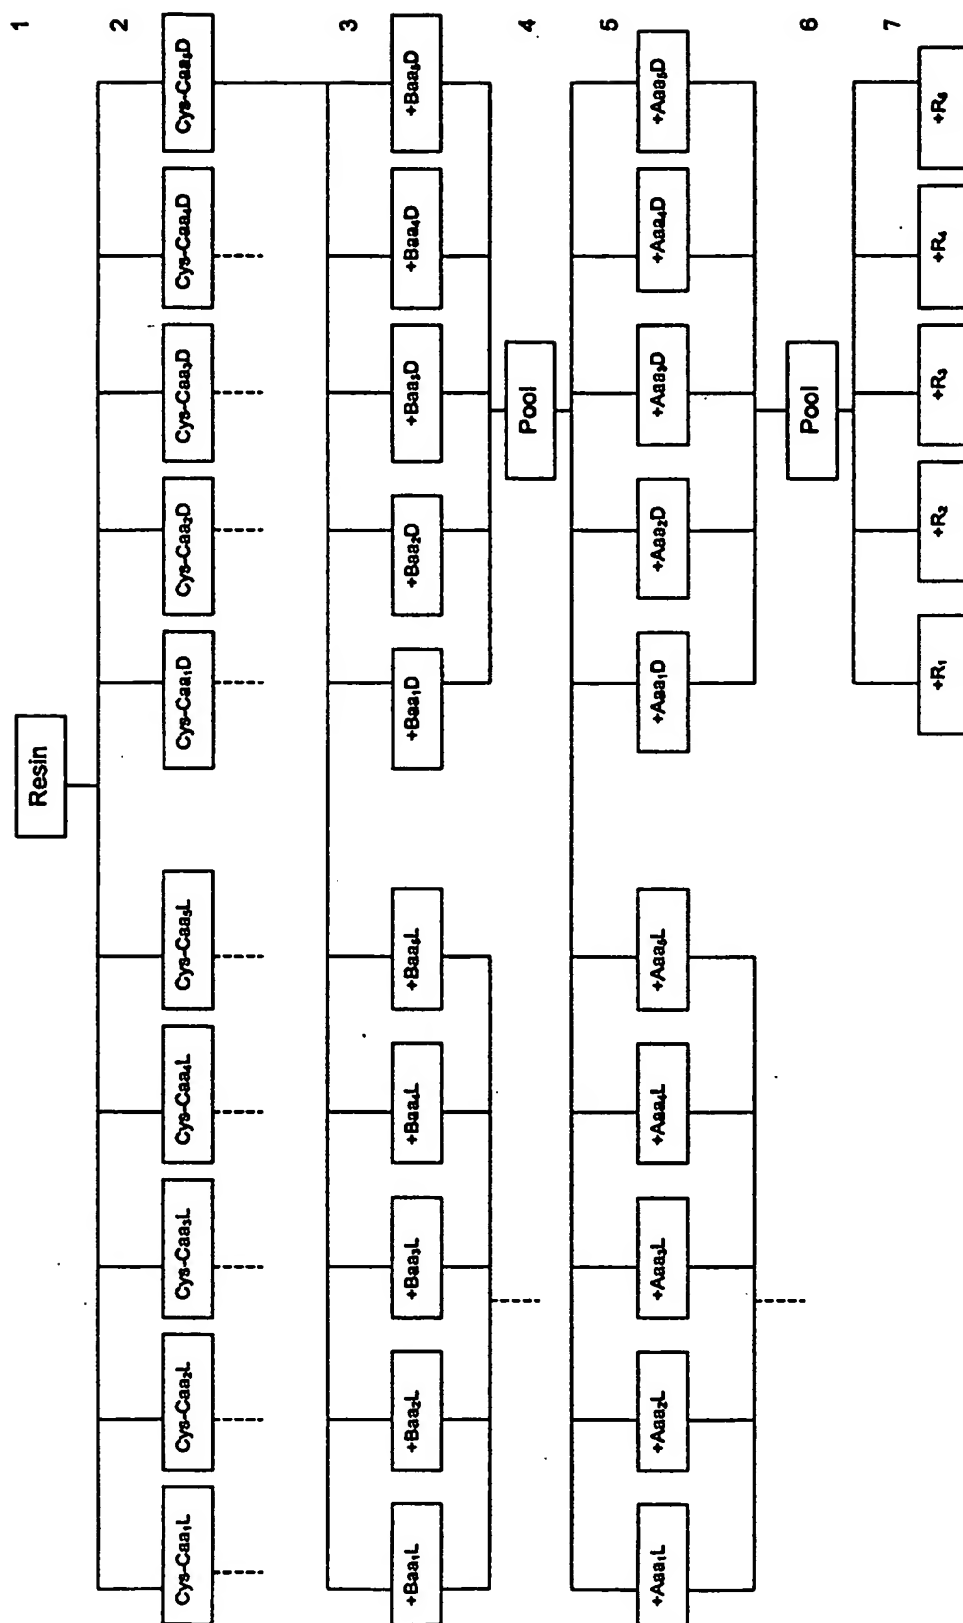 1
Resin
2
Cys-Caa₁L
Cys-Caa₂L
Cys-Caa₃L
Cys-Caa₄L
Cys-Caa₅L
Cys-Caa₁D
Cys-Caa₂D
Cys-Caa₃D
Cys-Caa₄D
Cys-Caa₅D
3
+Baa₁L
+Baa₂L
+Baa₃L
+Baa₄L
+Baa₅L
+Baa₁D
+Baa₂D
+Baa₃D
+Baa₄D
+Baa₅D
4
Pool
5
+Aaa₁L
+Aaa₂L
+Aaa₃L
+Aaa₄L
+Aaa₅L
+Aaa₁D
+Aaa₂D
+Aaa₃D
+Aaa₄D
+Aaa₅D
6
Pool
7
+R₁
+R₂
+R₃
+R₄
+R₅